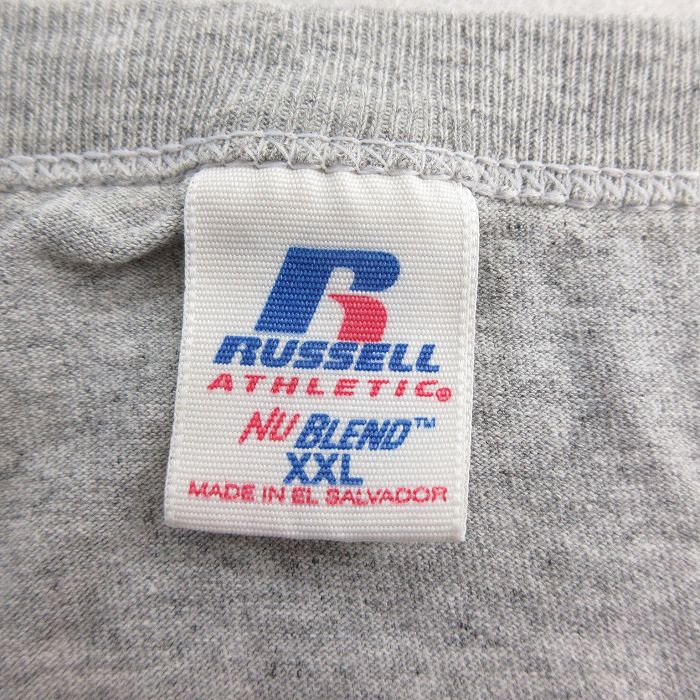 R
RUSSELL
ATHLETIC®
NU BLEND™
XXL
MADE IN EL SALVADOR